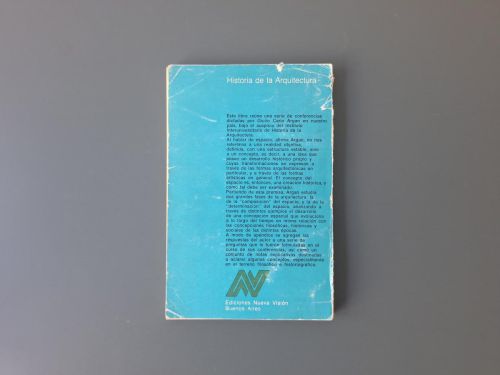 Historia de la Arquitectura
Este libro reúne una serie de conferencias
dictadas por Giulio Carlo Argan en nuestro
país, bajo el auspicio del Instituto
Interuniversitario de Historia de la
Arquitectura.
Al hablar de espacio, afirma Argan, no nos
referimos a una realidad objetiva,
definida, con una estructura estable, sino
a un concepto, es decir, a una idea que
posee un desarrollo histórico propio y
cuyas transformaciones se expresan a
través de las formas arquitectónicas en
particular, y a través de las formas
artísticas en general. El concepto del
espacio es, entonces, una creación histórica, y
como tal debe ser examinado.
Partiendo de esta premisa, Argan estudia
dos grandes fases de la arquitectura: la
de la "composición" del espacio, y la de la
"determinación" del espacio, analizando a
través de distintos ejemplos el desarrollo
de una concepción espacial que evoluciona
a lo largo del tiempo en íntima relación con
las concepciones filosóficas, históricas y
sociales de las distintas épocas.
A modo de apéndice se agregan las
respuestas del autor a una serie de
preguntas que le fueron formuladas en el
curso de sus conferencias, así como un
conjunto de notas explicativas destinadas
a aclarar algunos conceptos, especialmente
en el terreno filosófico e historiográfico.
NV
Ediciones Nueva Visión
Buenos Aires